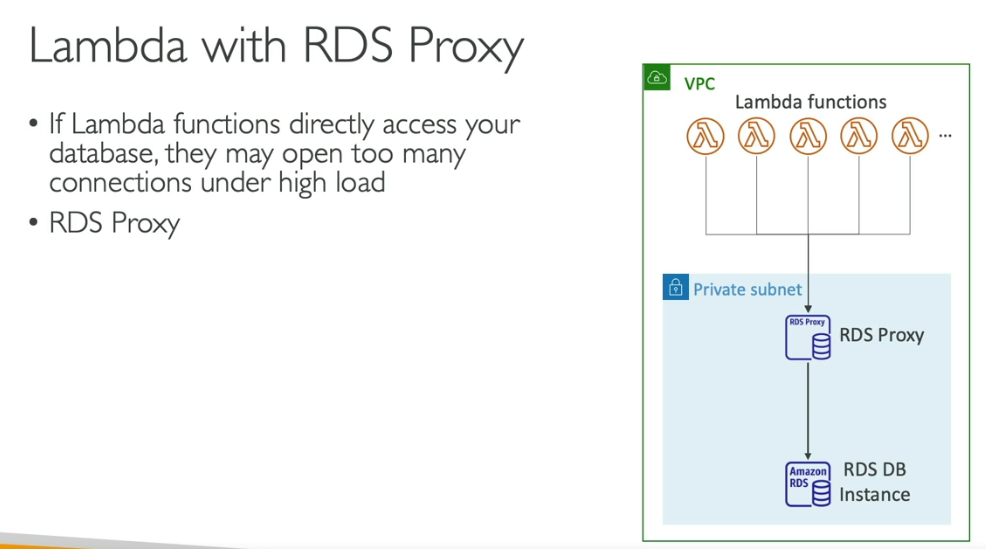 Lambda with RDS Proxy
• If Lambda functions directly access your
database, they may open too many
connections under high load
• RDS Proxy
VPC
Lambda functions
...
Private subnet
RDS Proxy
RDS Proxy
Amazon
RDS
RDS DB
Instance